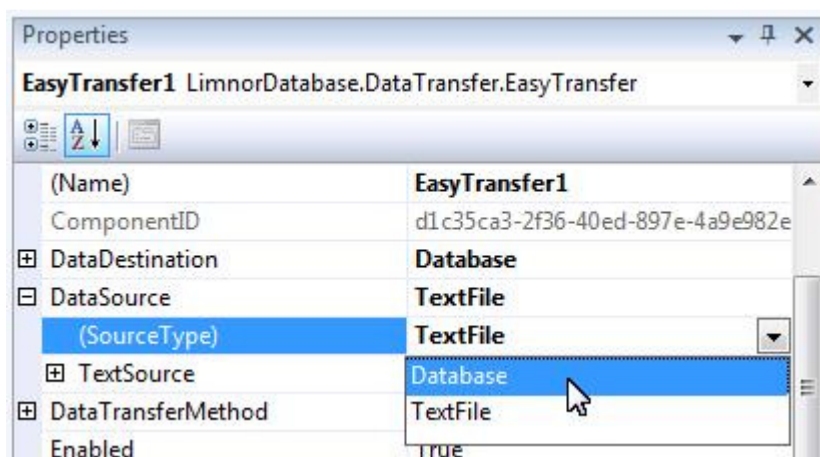 Properties
EasyTransfer1 LimnorDatabase.DataTransfer.EasyTransfer
(Name) EasyTransfer1
ComponentID d1c35ca3-2f36-40ed-897e-4a9e982e
DataDestination Database
DataSource TextFile
(SourceType) TextFile
TextSource Database
DataTransferMethod TextFile
Enabled True